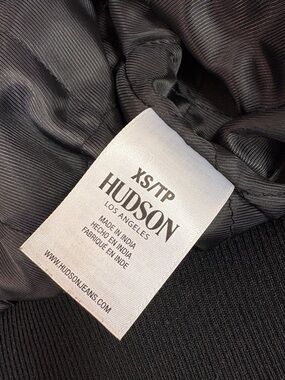 XS/TP
HUDSON
LOS ANGELES
MADE IN INDIA
HECHO EN INDIA
FABRIQUÉ EN INDE
WWW.HUDSONJEANS.COM